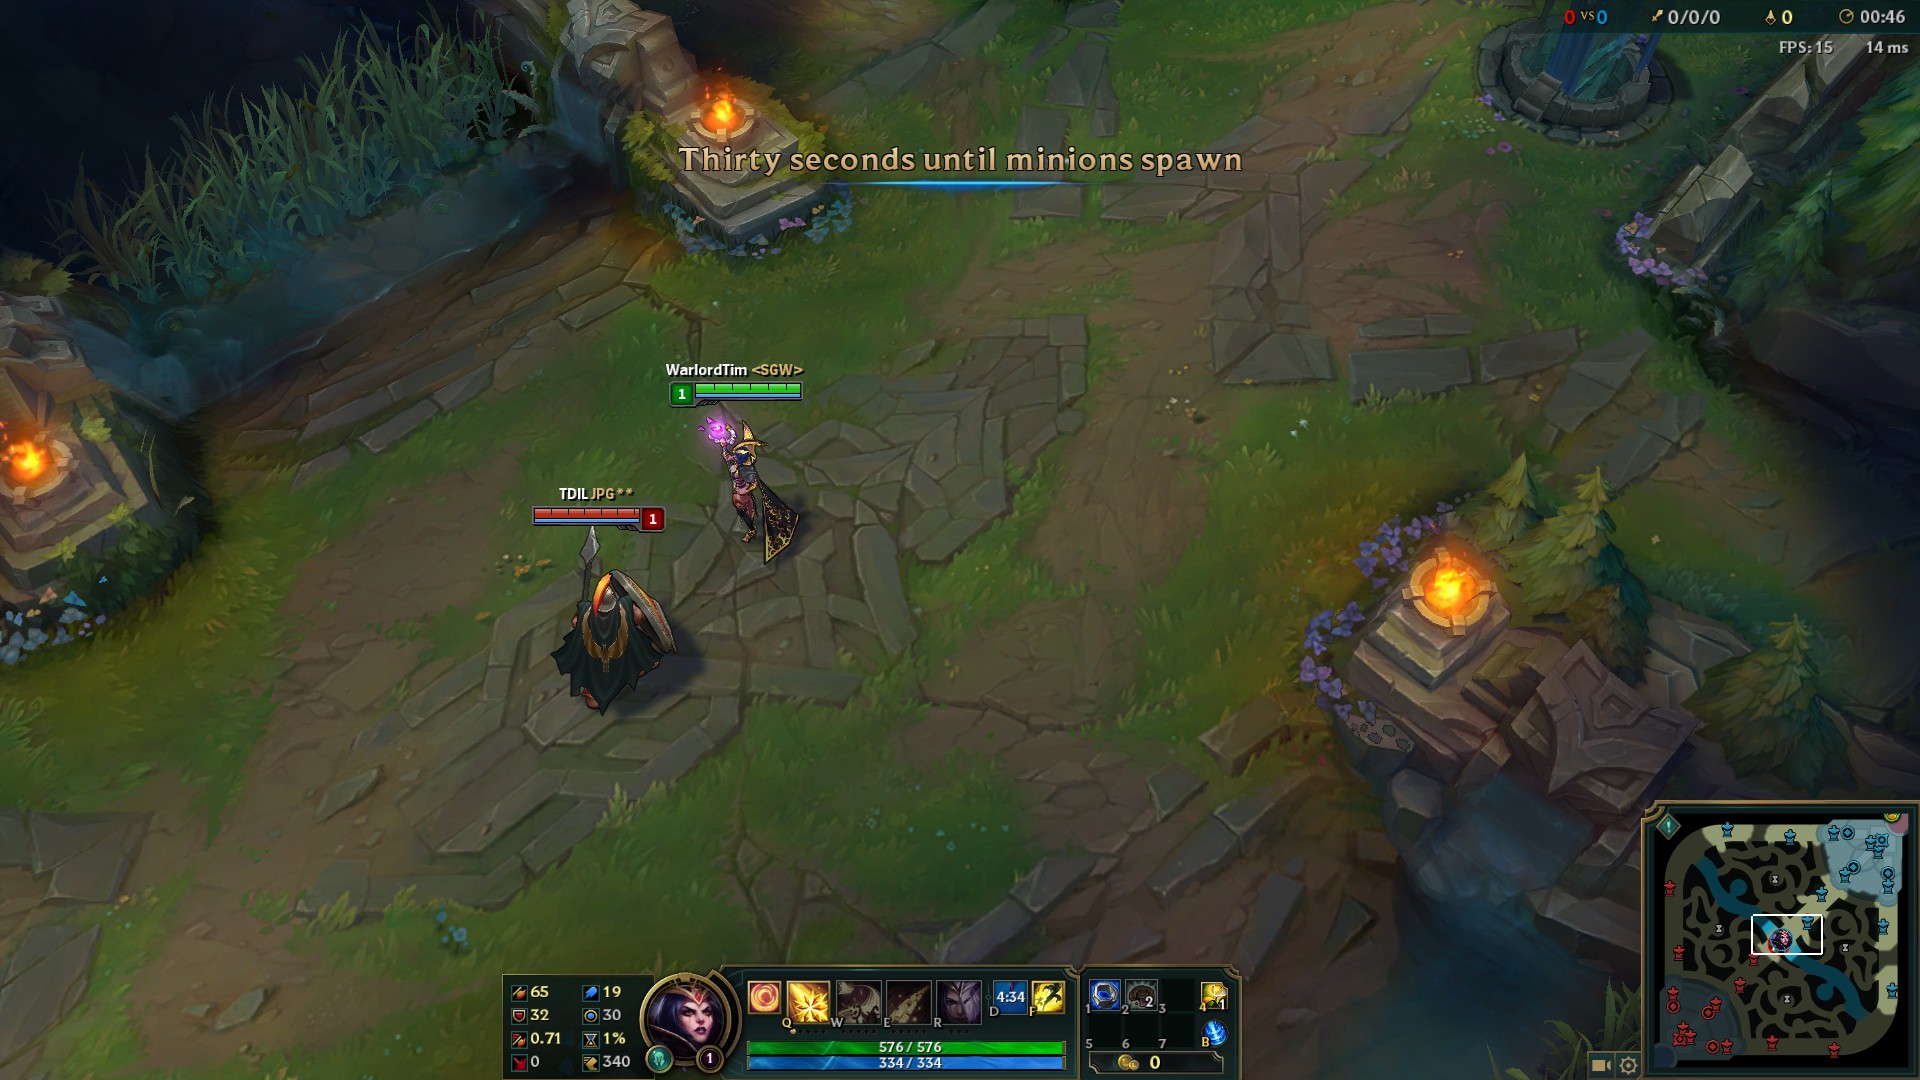 0 VS 0 0/0/0 0 00:46
FPS: 15 14 ms
Thirty seconds until minions spawn
WarlordTim <SGW>
1
TDIL JPG **
1
65 19
32 30
0.71 1%
0 340
1
Q W E R
4:34 D F
576 / 576
334 / 334
1 2 2 3 4 1
5 6 7 B
0